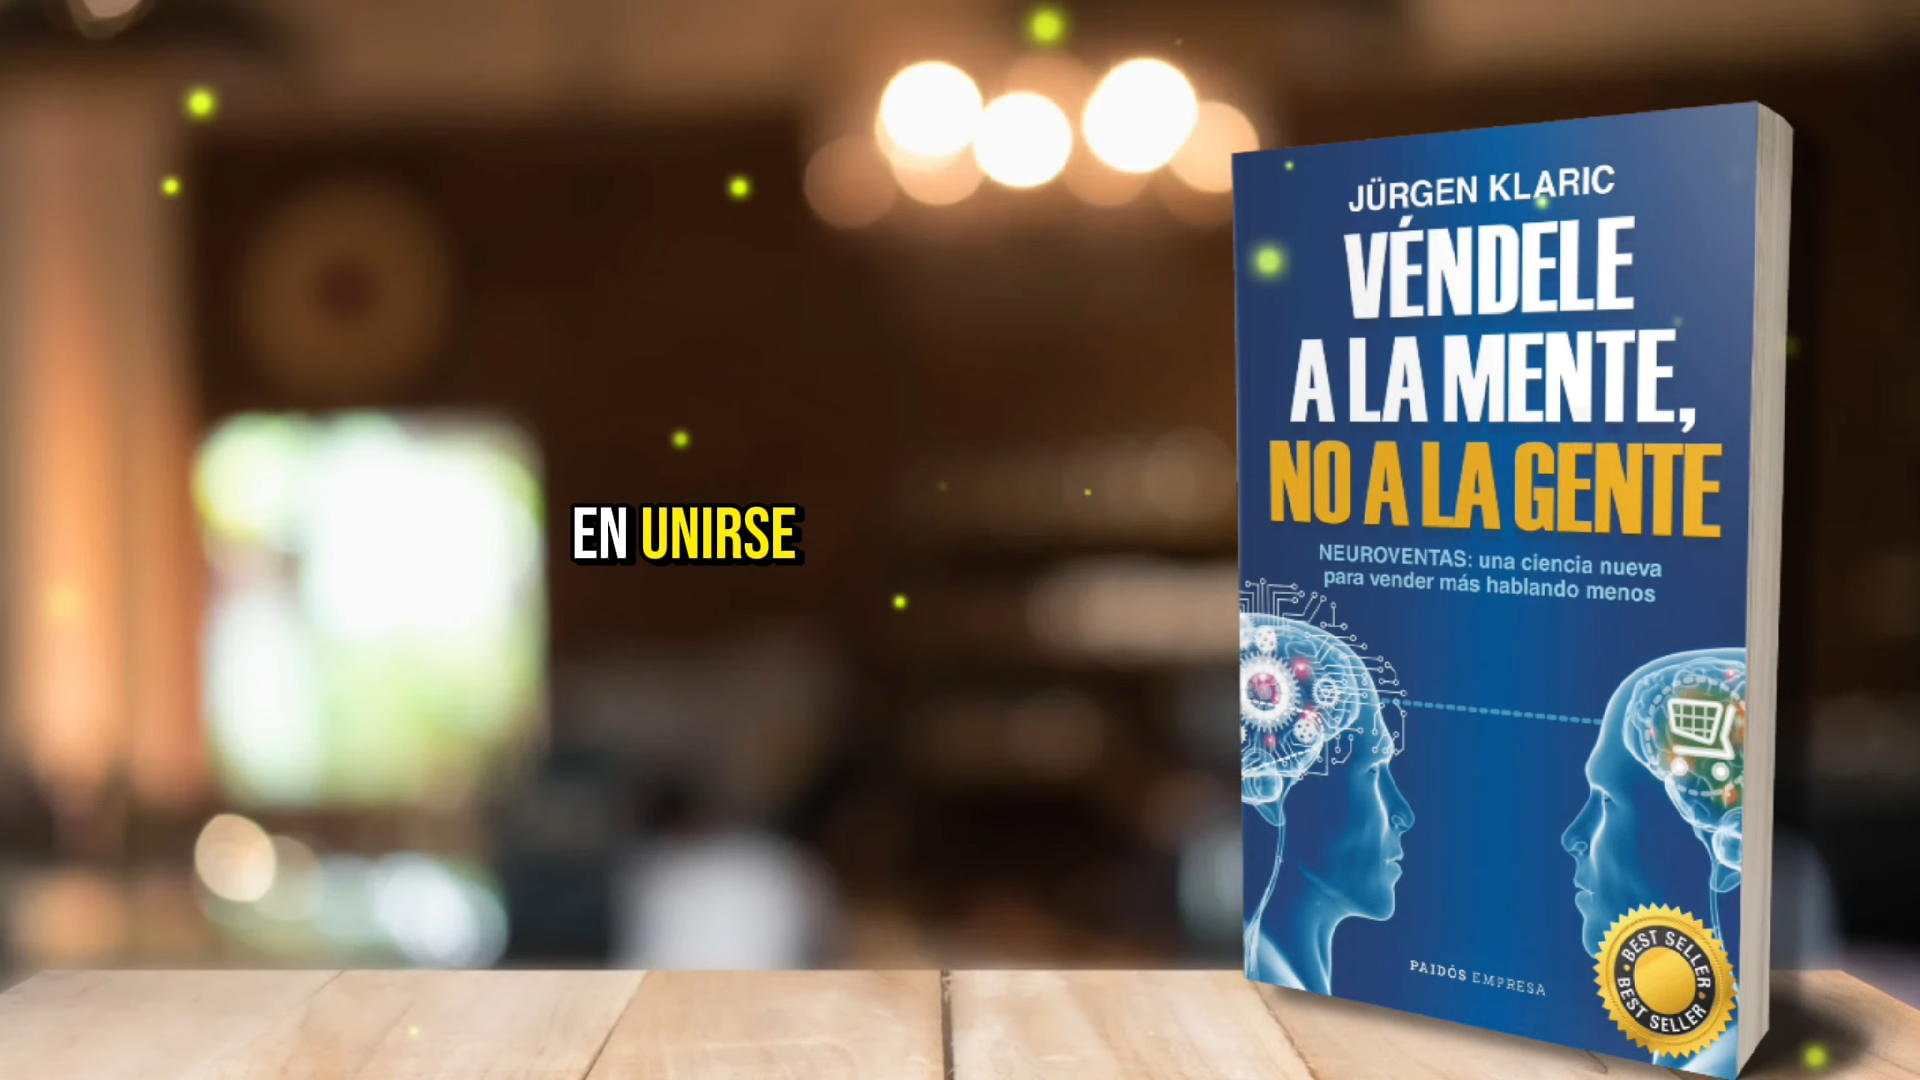 EN UNIRSE
JÜRGEN KLARIC
VÉNDELE
A LA MENTE,
NO A LA GENTE
NEUROVENTAS: una ciencia nueva
para vender más hablando menos
PAIDÓS EMPRESA
BEST SELLER
BEST SELLER